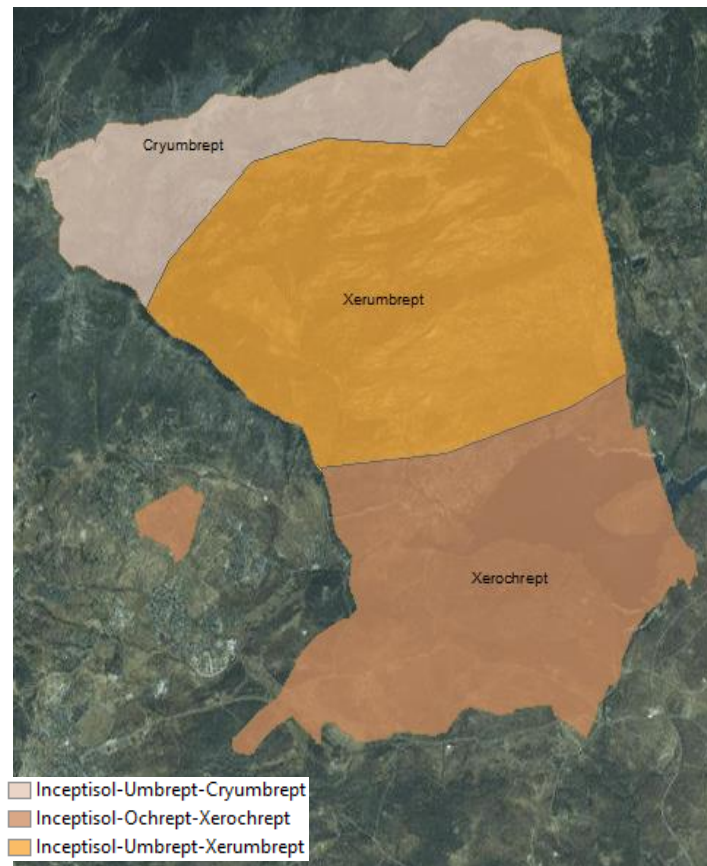 Cryumbrept
Xerumbrept
Xerochrept
Inceptisol-Umbrept-Cryumbrept
Inceptisol-Ochrept-Xerochrept
Inceptisol-Umbrept-Xerumbrept